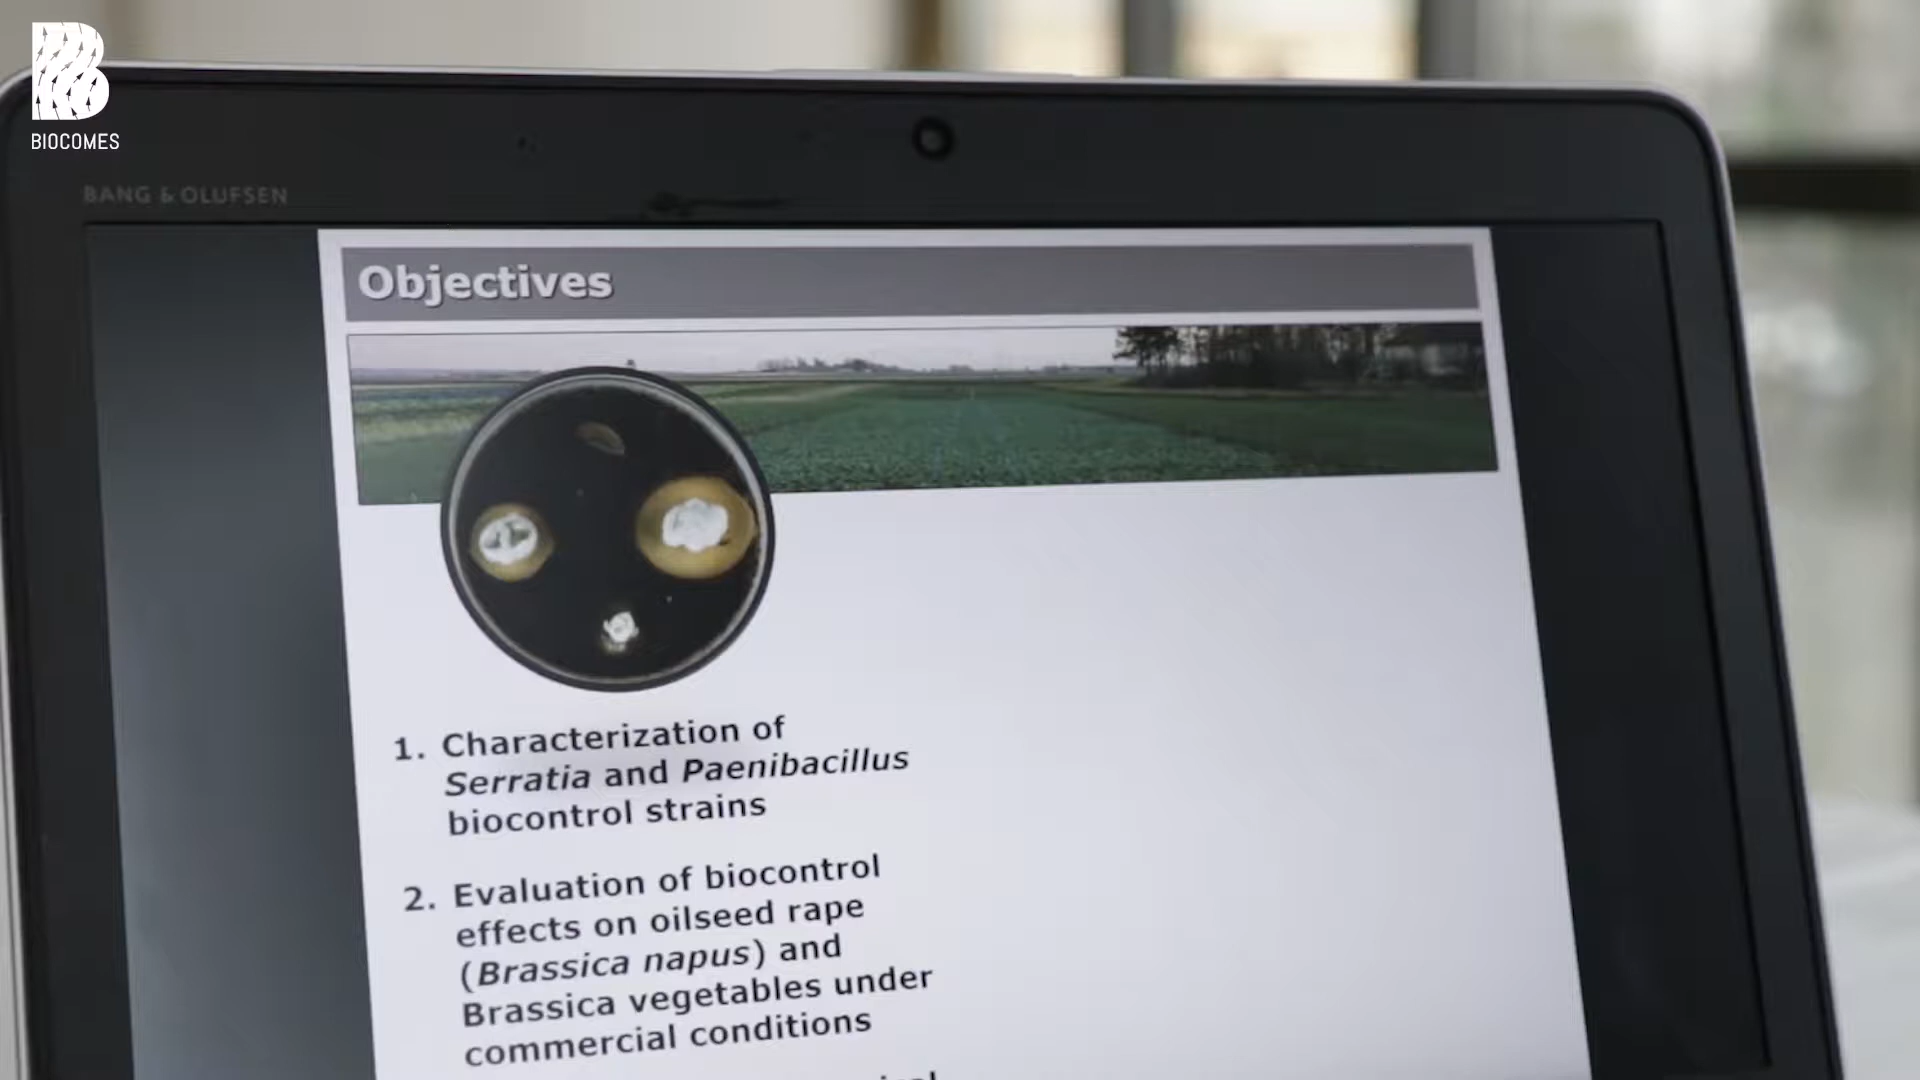 BIOCOMES
BANG & OLUFSEN
Objectives
1. Characterization of
Serratia and Paenibacillus
biocontrol strains
2. Evaluation of biocontrol
effects on oilseed rape
(Brassica napus) and
Brassica vegetables under
commercial conditions